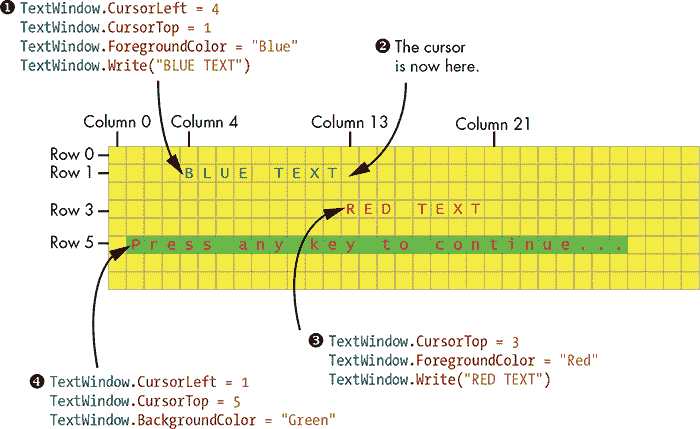 ❶ TextWindow.CursorLeft = 4
TextWindow.CursorTop = 1
TextWindow.ForegroundColor = "Blue"
TextWindow.Write("BLUE TEXT")
❷ The cursor
is now here.
Column 0 Column 4 Column 13 Column 21
Row 0
Row 1 BLUE TEXT
Row 3 RED TEXT
Row 5 Press any key to continue...
❸ TextWindow.CursorTop = 3
TextWindow.ForegroundColor = "Red"
TextWindow.Write("RED TEXT")
❹ TextWindow.CursorLeft = 1
TextWindow.CursorTop = 5
TextWindow.BackgroundColor = "Green"